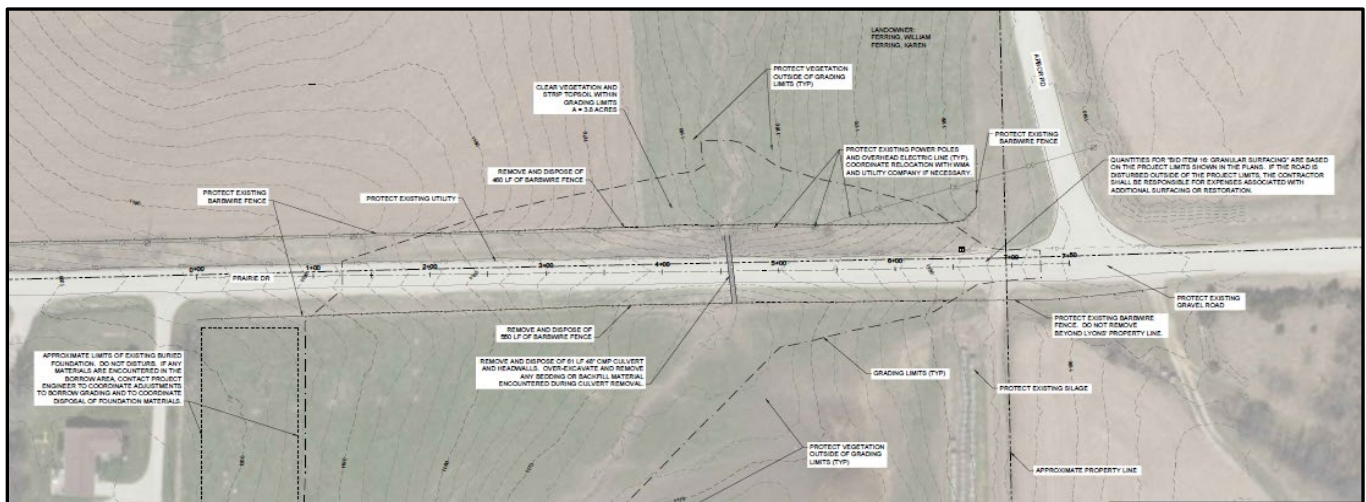 LANDOWNER:
FERRING, WILLIAM
FERRING, KAREN
ARBOR RD
PROTECT VEGETATION
OUTSIDE OF GRADING
LIMITS (TYP)
CLEAR VEGETATION AND
STRIP TOPSOIL WITHIN
GRADING LIMITS
A = 3.8 ACRES
PROTECT EXISTING
BARBWIRE FENCE
PROTECT EXISTING POWER POLES
AND OVERHEAD ELECTRIC LINE (TYP).
COORDINATE RELOCATION WITH WMA
AND UTILITY COMPANY IF NECESSARY.
QUANTITIES FOR "BID ITEM 16: GRANULAR SURFACING" ARE BASED
ON THE PROJECT LIMITS SHOWN IN THE PLANS. IF THE ROAD IS
DISTURBED OUTSIDE OF THE PROJECT LIMITS, THE CONTRACTOR
SHALL BE RESPONSIBLE FOR EXPENSES ASSOCIATED WITH
ADDITIONAL SURFACING OR RESTORATION.
REMOVE AND DISPOSE OF
460 LF OF BARBWIRE FENCE
PROTECT EXISTING
BARBWIRE FENCE
PROTECT EXISTING UTILITY
PRAIRIE DR
0+00
1+00
2+00
3+00
4+00
5+00
6+00
7+00
7+50
PROTECT EXISTING
GRAVEL ROAD
REMOVE AND DISPOSE OF
550 LF OF BARBWIRE FENCE
PROTECT EXISTING BARBWIRE
FENCE. DO NOT REMOVE
BEYOND LYONS' PROPERTY LINE.
APPROXIMATE LIMITS OF EXISTING BURIED
FOUNDATION. DO NOT DISTURB. IF ANY
MATERIALS ARE ENCOUNTERED IN THE
BORROW AREA, CONTACT PROJECT
ENGINEER TO COORDINATE ADJUSTMENTS
TO BORROW GRADING AND TO COORDINATE
DISPOSAL OF FOUNDATION MATERIALS.
REMOVE AND DISPOSE OF 61 LF 48" CMP CULVERT
AND HEADWALLS. OVER-EXCAVATE AND REMOVE
ANY BEDDING OR BACKFILL MATERIAL
ENCOUNTERED DURING CULVERT REMOVAL.
GRADING LIMITS (TYP)
PROTECT EXISTING SILAGE
PROTECT VEGETATION
OUTSIDE OF GRADING
LIMITS (TYP)
APPROXIMATE PROPERTY LINE